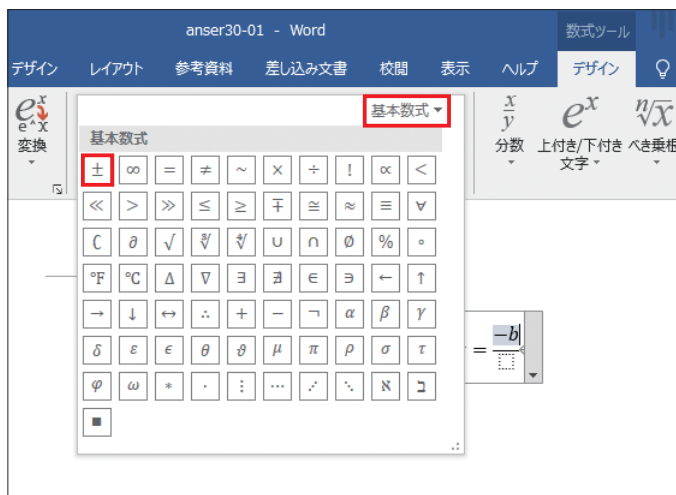 anser30-01 - Word
数式ツール
デザイン レイアウト 参考資料 差し込み文書 校閲 表示 ヘルプ デザイン
e^x
変換
基本数式
基本数式
± ∞ = ≠ ~ × ÷ ! ∝ <
≪ > ≫ ≤ ≥ ∓ ≅ ≈ ≡ ∀
∁ ∂ √ ∛ ∜ ∪ ∩ ∅ % °
℉ ℃ ∆ ∇ ∃ ∄ ∈ ∋ ← ↑
→ ↓ ↔ ∴ + − ¬ α β γ
δ ε ϵ θ ϑ μ π ρ σ τ
φ ω * ∙ ⋮ ⋯ ⋰ ⋱ ℵ ℶ
∎
x/y
分数
eˣ
上付き/下付き
文字
ⁿ√x
べき乗根
= −b